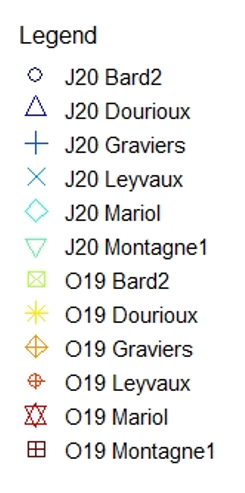 Legend
J20 Bard2
J20 Dourioux
J20 Graviers
J20 Leyvaux
J20 Mariol
J20 Montagne1
O19 Bard2
O19 Dourioux
O19 Graviers
O19 Leyvaux
O19 Mariol
O19 Montagne1